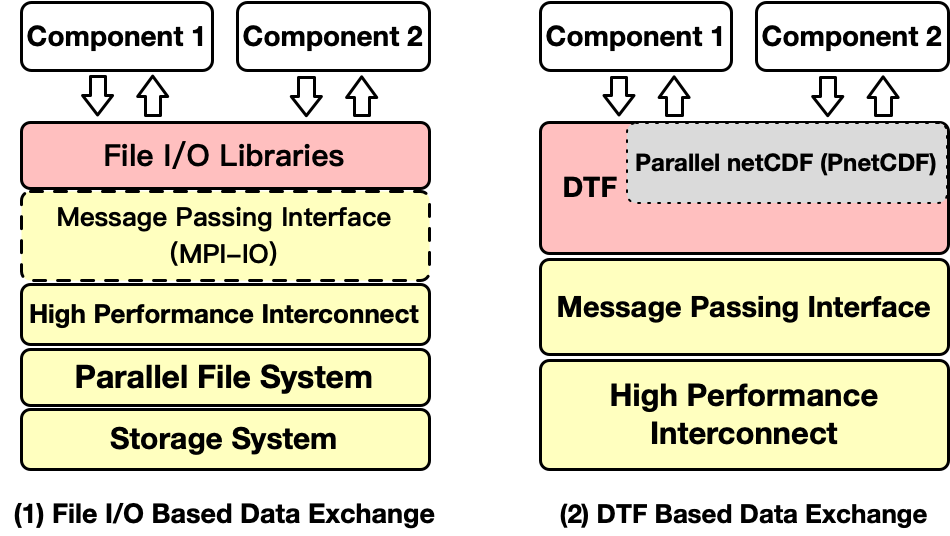 Component 1
Component 2
File I/O Libraries
Message Passing Interface
(MPI-IO)
High Performance Interconnect
Parallel File System
Storage System
(1) File I/O Based Data Exchange
Component 1
Component 2
Parallel netCDF (PnetCDF)
DTF
Message Passing Interface
High Performance
Interconnect
(2) DTF Based Data Exchange